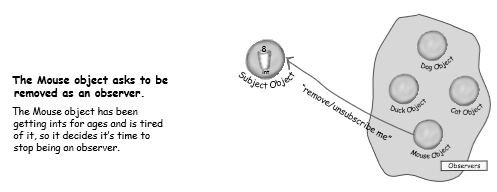 The Mouse object asks to be
removed as an observer.
The Mouse object has been
getting ints for ages and is tired
of it, so it decides it's time to
stop being an observer.
8
int
Subject Object
"remove/unsubscribe me"
Dog Object
Duck Object
Cat Object
Mouse Object
Observers